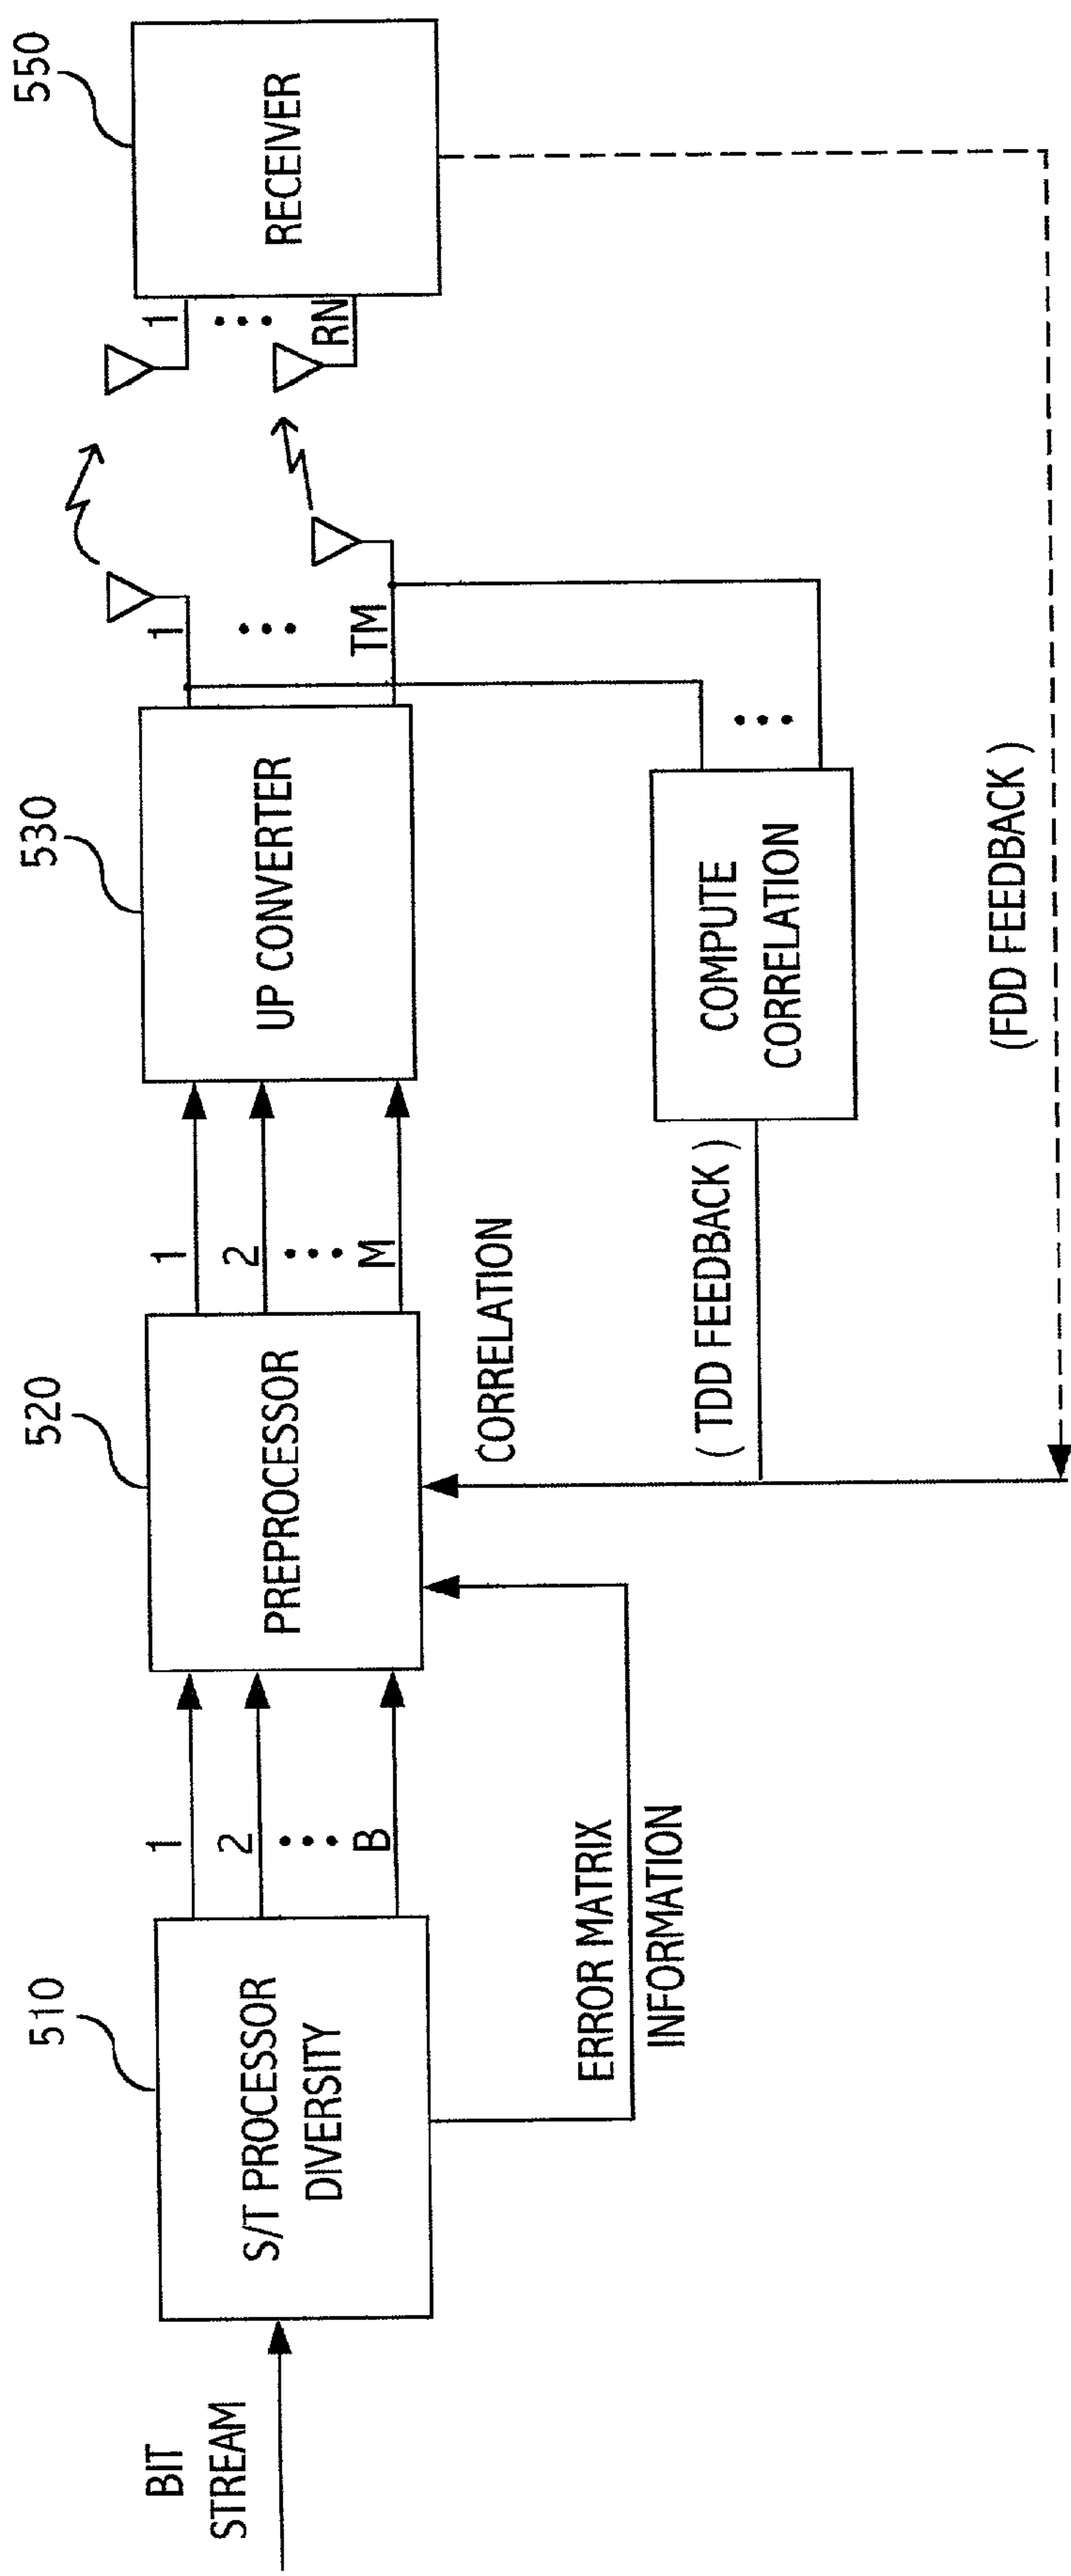 BIT
STREAM
510
S/T PROCESSOR
DIVERSITY
1
2
B
ERROR MATRIX
INFORMATION
520
PREPROCESSOR
1
2
M
CORRELATION
( TDD FEEDBACK )
530
UP CONVERTER
1
TM
COMPUTE
CORRELATION
(FDD FEEDBACK )
550
RECEIVER
1
RN